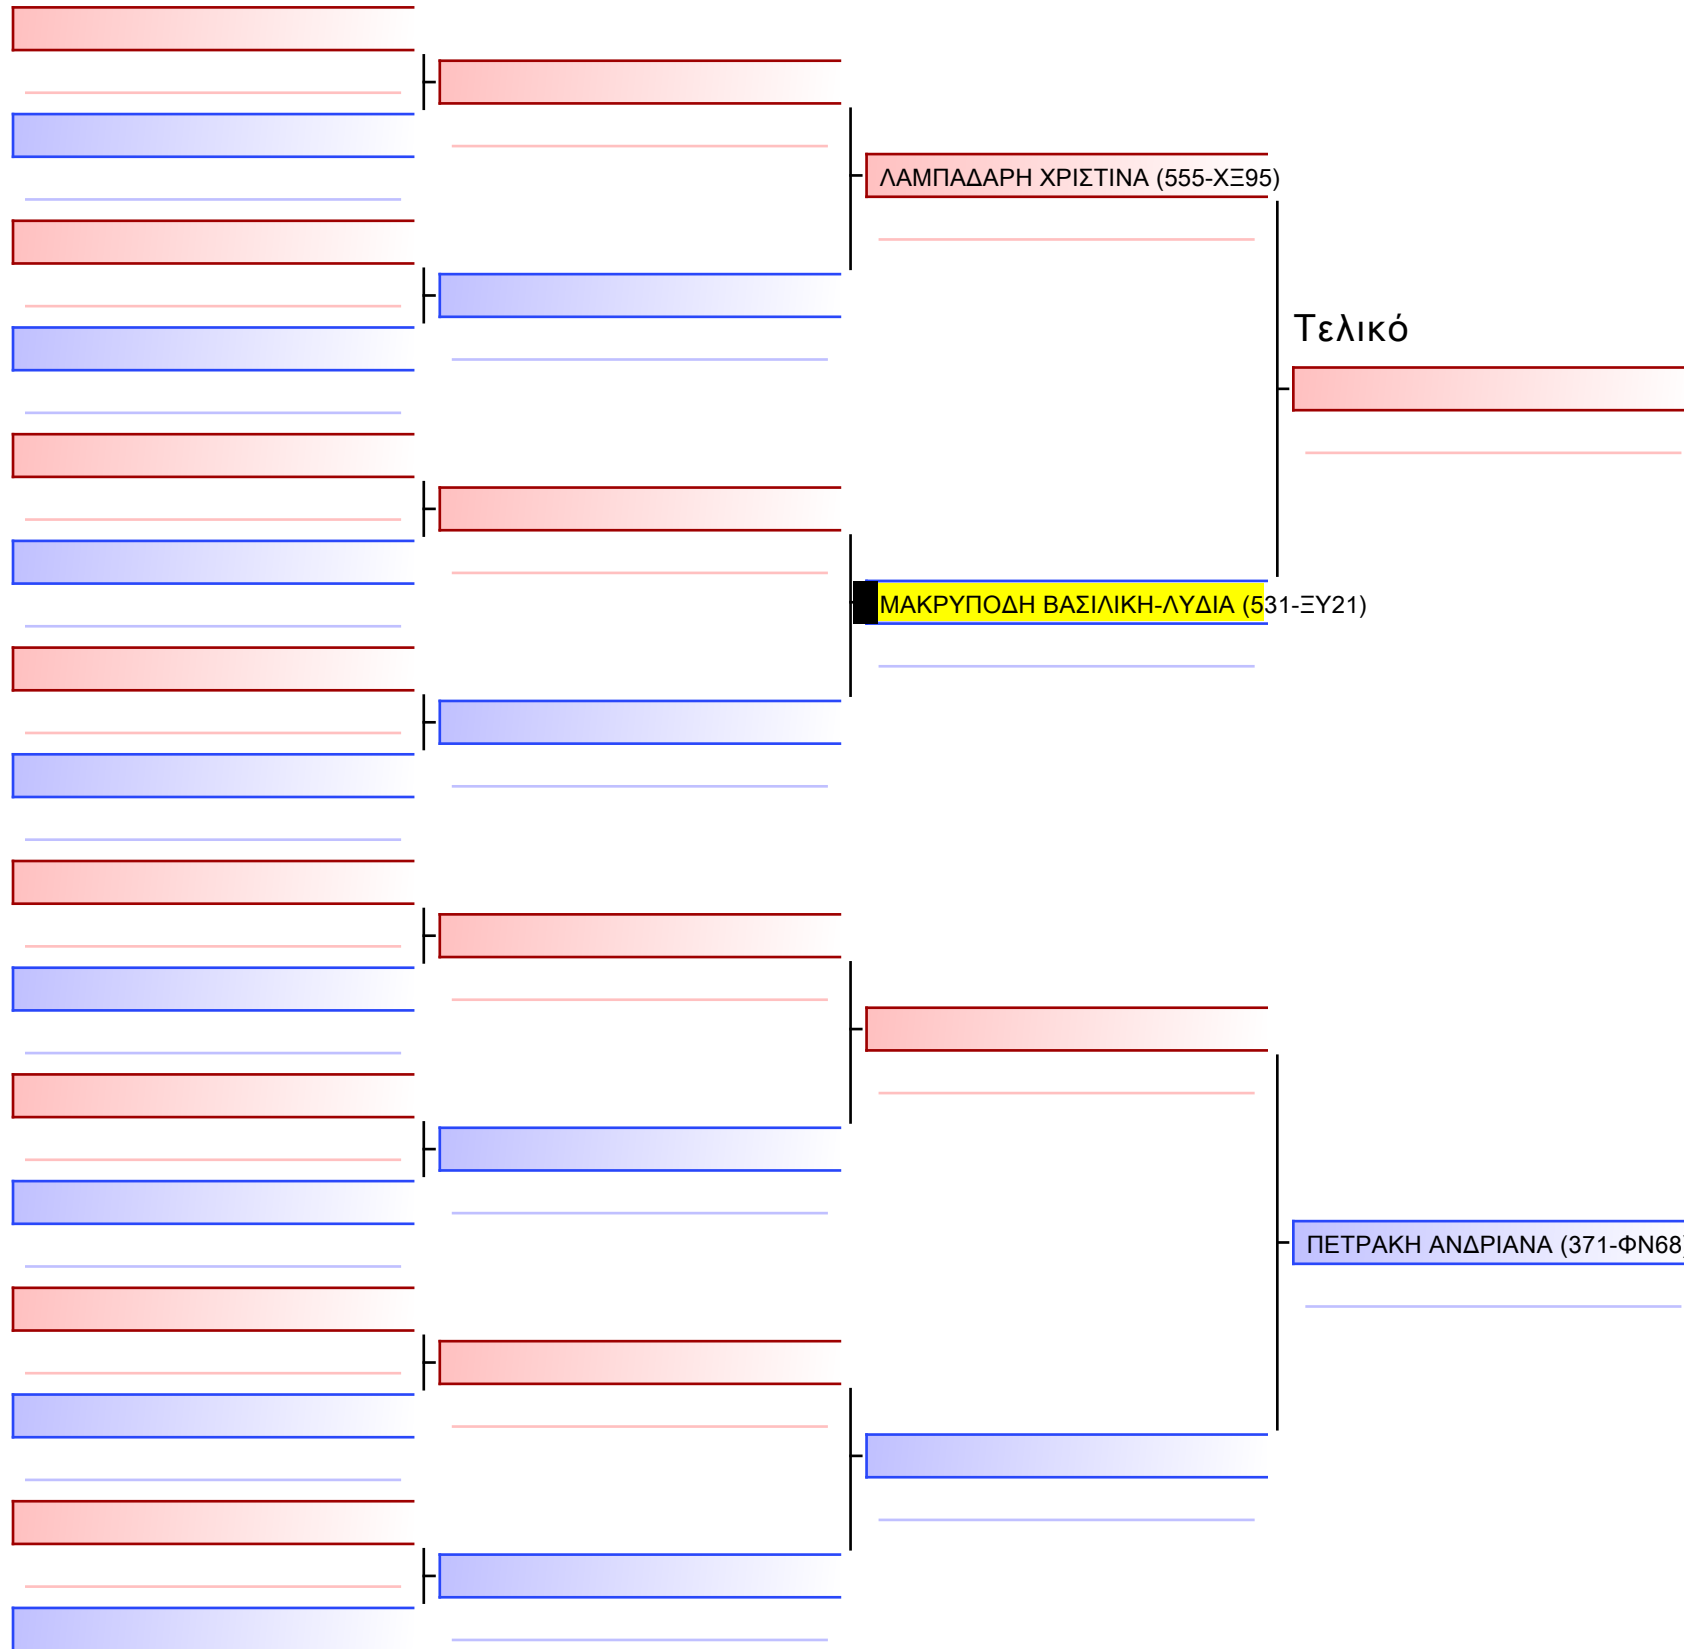 ΛΑΜΠΑΔΑΡΗ ΧΡΙΣΤΙΝΑ (555-ΧΞ95)
Τελικό
ΜΑΚΡΥΠΟΔΗ ΒΑΣΙΛΙΚΗ-ΛΥΔΙΑ (531-ΞΥ21)
ΠΕΤΡΑΚΗ ΑΝΔΡΙΑΝΑ (371-ΦΝ68)